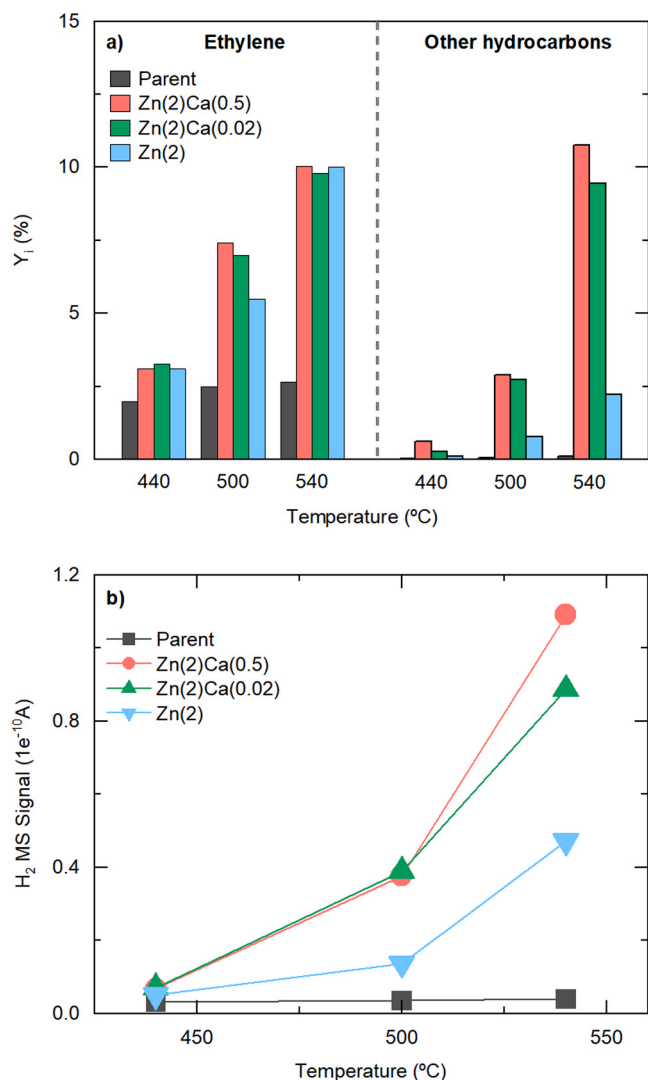 15
a)
Ethylene
Other hydrocarbons
Parent
Zn(2)Ca(0.5)
Zn(2)Ca(0.02)
Zn(2)
10
5
0
Yᵢ (%)
440 500 540 440 500 540
Temperature (ºC)
1.2
b)
Parent
Zn(2)Ca(0.5)
Zn(2)Ca(0.02)
Zn(2)
0.8
0.4
0.0
H₂ MS Signal (1e⁻¹⁰A)
450 500 550
Temperature (ºC)